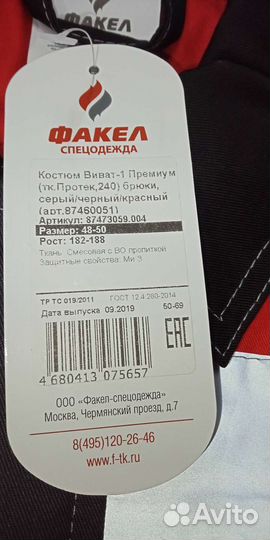 ФАКЕЛ
СПЕЦОДЕЖДА
Костюм Виват-1 Премиум
(тк.Протек,240) брюки,
серый/черный/красный
(арт.87460051)
Артикул: 87473059.004
Размер: 48-50
Рост: 182-188
Ткань: Смесовая с ВО пропиткой
Защитные свойства: Ми З
ТР ТС 019/2011 ГОСТ 12.4.280-2014
Дата выпуска 09.2019 50-69
EAC
4 680413 075657
ООО «Факел-спецодежда»
Москва, Чермянский проезд, д.7
8(495)120-26-46
www.f-tk.ru
Avito